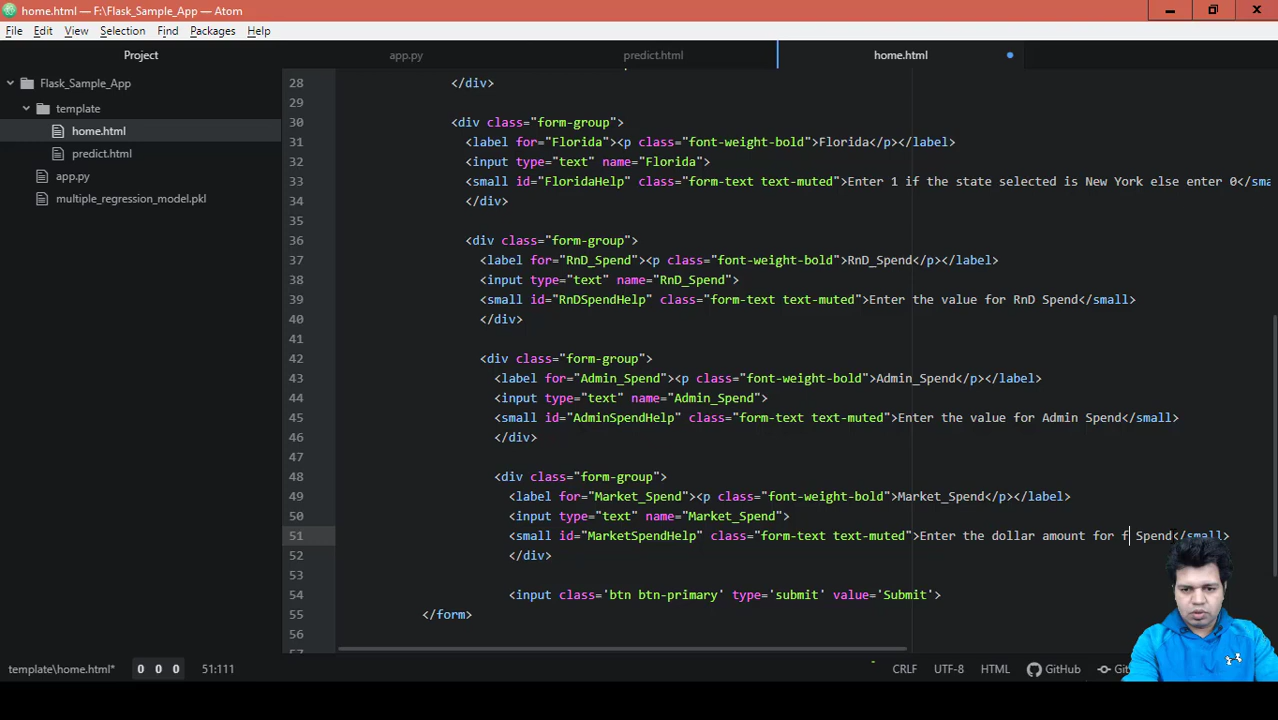 home.html — F:\Flask_Sample_App — Atom
File Edit View Selection Find Packages Help
Project
app.py predict.html home.html
Flask_Sample_App
template
home.html
predict.html
app.py
multiple_regression_model.pkl
28 </div>
29
30 <div class="form-group">
31 <label for="Florida"><p class="font-weight-bold">Florida</p></label>
32 <input type="text" name="Florida">
33 <small id="FloridaHelp" class="form-text text-muted">Enter 1 if the state selected is New York else enter 0</sma
34 </div>
35
36 <div class="form-group">
37 <label for="RnD_Spend"><p class="font-weight-bold">RnD_Spend</p></label>
38 <input type="text" name="RnD_Spend">
39 <small id="RnDSpendHelp" class="form-text text-muted">Enter the value for RnD Spend</small>
40 </div>
41
42 <div class="form-group">
43 <label for="Admin_Spend"><p class="font-weight-bold">Admin_Spend</p></label>
44 <input type="text" name="Admin_Spend">
45 <small id="AdminSpendHelp" class="form-text text-muted">Enter the value for Admin Spend</small>
46 </div>
47
48 <div class="form-group">
49 <label for="Market_Spend"><p class="font-weight-bold">Market_Spend</p></label>
50 <input type="text" name="Market_Spend">
51 <small id="MarketSpendHelp" class="form-text text-muted">Enter the dollar amount for f Spend</small>
52 </div>
53
54 <input class='btn btn-primary' type='submit' value='Submit'>
55 </form>
56
template\home.html* 0 0 0 51:111 CRLF UTF-8 HTML GitHub